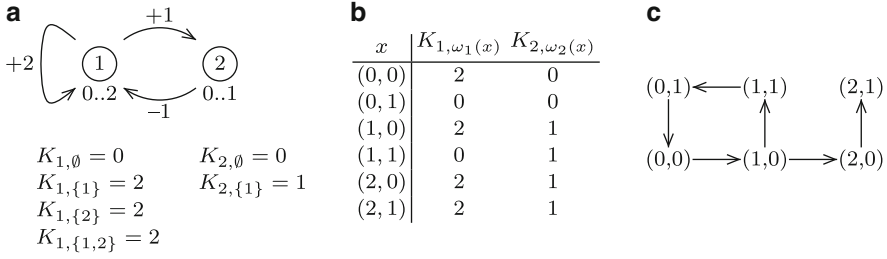 a
+1
+2
1
2
0..2
0..1
−1
K1,∅ = 0
K2,∅ = 0
K1,{1} = 2
K2,{1} = 1
K1,{2} = 2
K1,{1,2} = 2
b
x K1,ω1(x) K2,ω2(x)
(0, 0) 2 0
(0, 1) 0 0
(1, 0) 2 1
(1, 1) 0 1
(2, 0) 2 1
(2, 1) 2 1
c
(0,1) (1,1) (2,1)
(0,0) (1,0) (2,0)